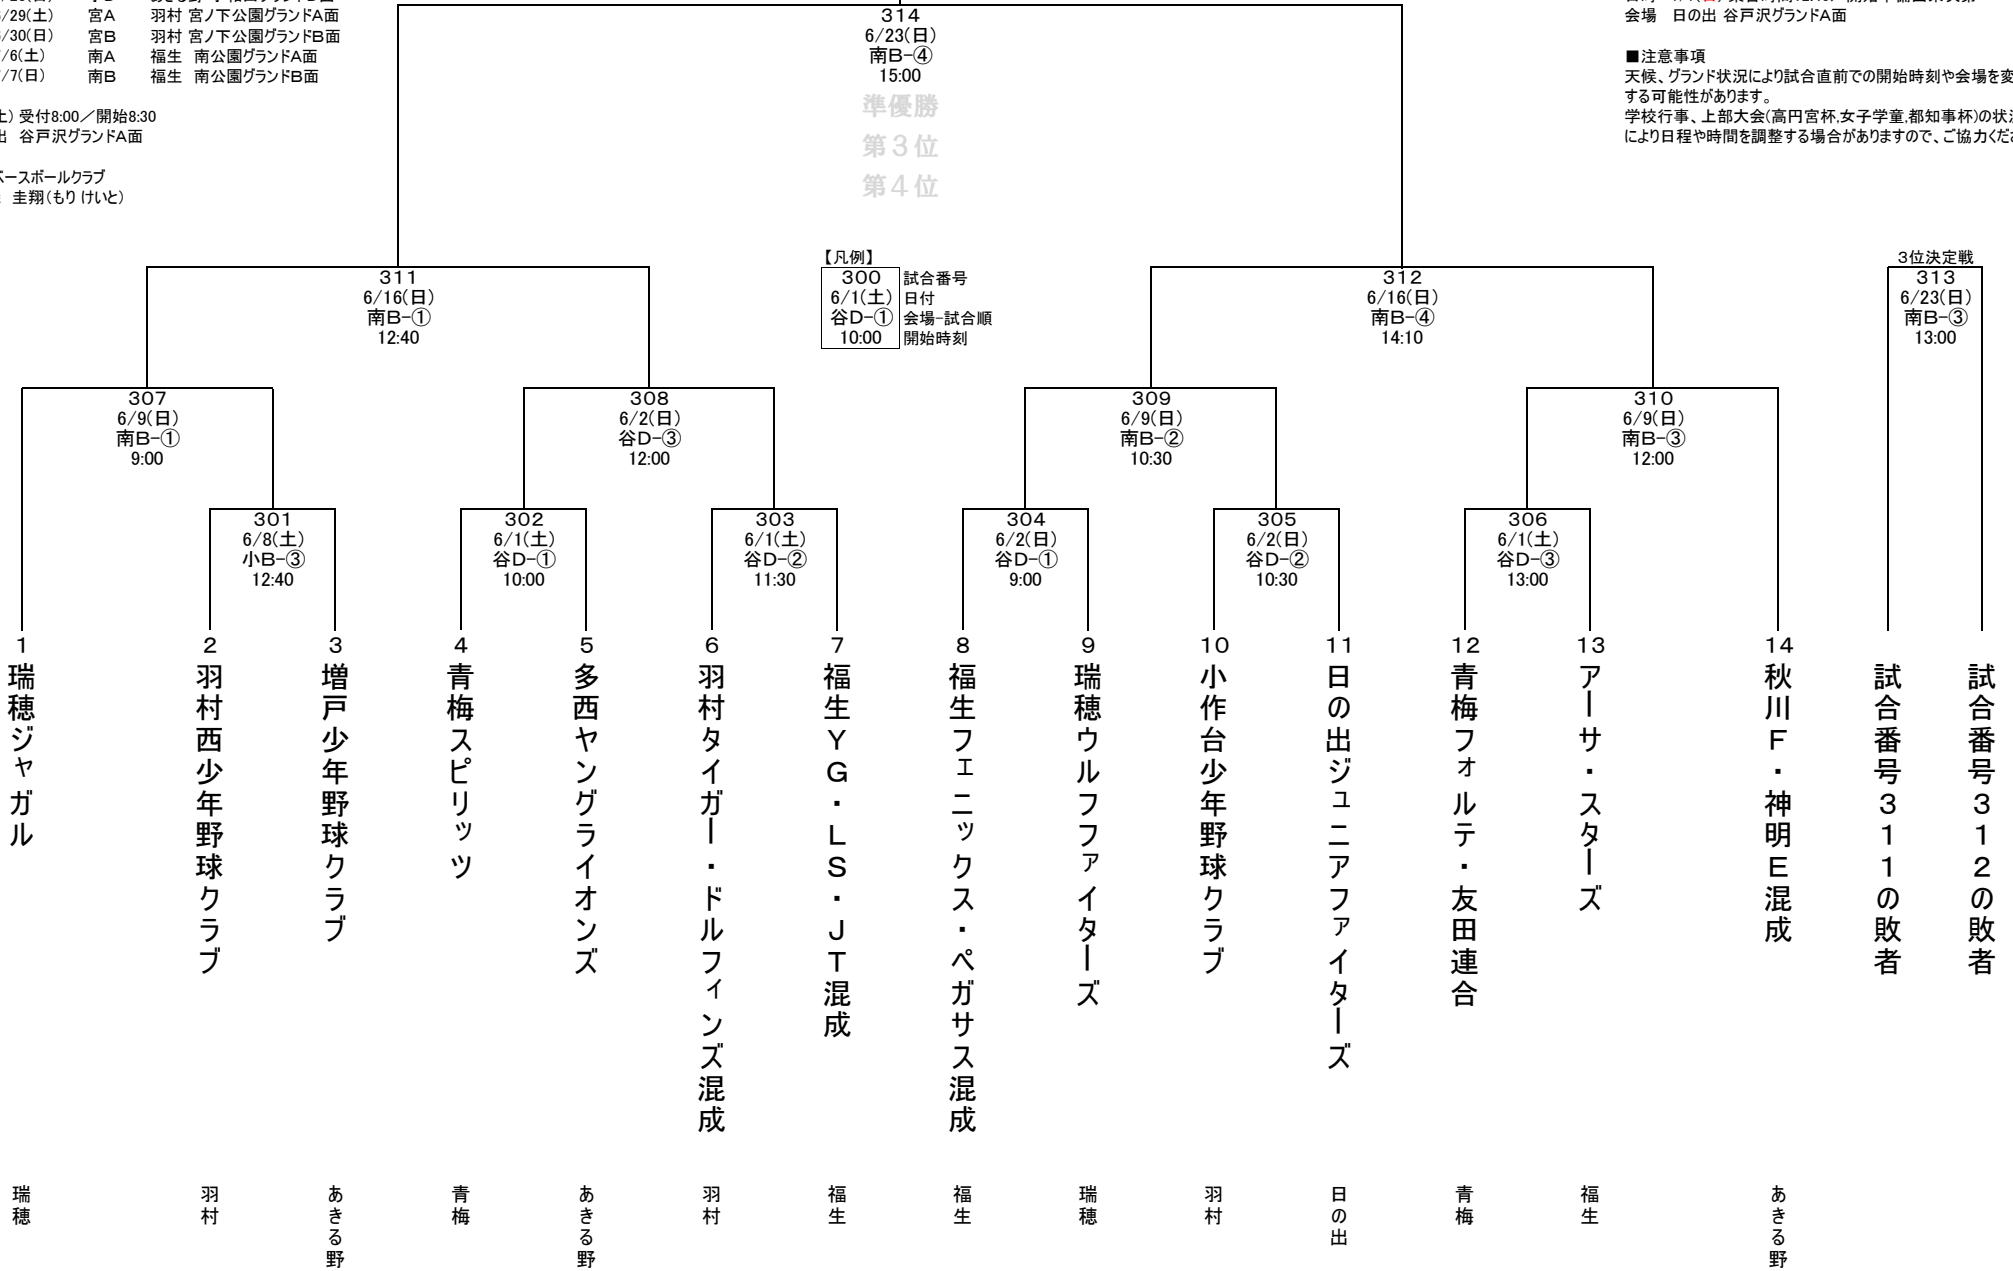 /29(土) 宮A 羽村 宮ノ下公園グランドA面
/30(日) 宮B 羽村 宮ノ下公園グランドB面
/6(土) 南A 福生 南公園グランドA面
/7(日) 南B 福生 南公園グランドB面
土) 受付8:00／開始8:30
出 谷戸沢グランドA面
ベースボールクラブ
圭翔(もり けいと)
314
6/23(日)
南B-④
15:00
準優勝
第３位
第４位
会場 日の出 谷戸沢グランドA面
■注意事項
天候、グランド状況により試合直前での開始時刻や会場を変
する可能性があります。
学校行事、上部大会(高円宮杯,女子学童,都知事杯)の状
により日程や時間を調整する場合がありますので、ご協力くだ
311
6/16(日)
南B-①
12:40
【凡例】
300 試合番号
6/1(土) 日付
谷D-① 会場-試合順
10:00 開始時刻
312
6/16(日)
南B-④
14:10
3位決定戦
313
6/23(日)
南B-③
13:00
307
6/9(日)
南B-①
9:00
308
6/2(日)
谷D-③
12:00
309
6/9(日)
南B-②
10:30
310
6/9(日)
南B-③
12:00
301
6/8(土)
小B-③
12:40
302
6/1(土)
谷D-①
10:00
303
6/1(土)
谷D-②
11:30
304
6/2(日)
谷D-①
9:00
305
6/2(日)
谷D-②
10:30
306
6/1(土)
谷D-③
13:00
1
瑞穂ジャガル
瑞穂
2
羽村西少年野球クラブ
羽村
3
増戸少年野球クラブ
あきる野
4
青梅スピリッツ
青梅
5
多西ヤングライオンズ
あきる野
6
羽村タイガー・ドルフィンズ混成
羽村
7
福生ＹＧ・ＬＳ・ＪＴ混成
福生
8
福生フェニックス・ペガサス混成
福生
9
瑞穂ウルフファイターズ
瑞穂
10
小作台少年野球クラブ
羽村
11
日の出ジュニアファイターズ
日の出
12
青梅フォルテ・友田連合
青梅
13
アーサ・スターズ
福生
14
秋川Ｆ・神明Ｅ混成
あきる野
試合番号３１１の敗者
試合番号３１２の敗者